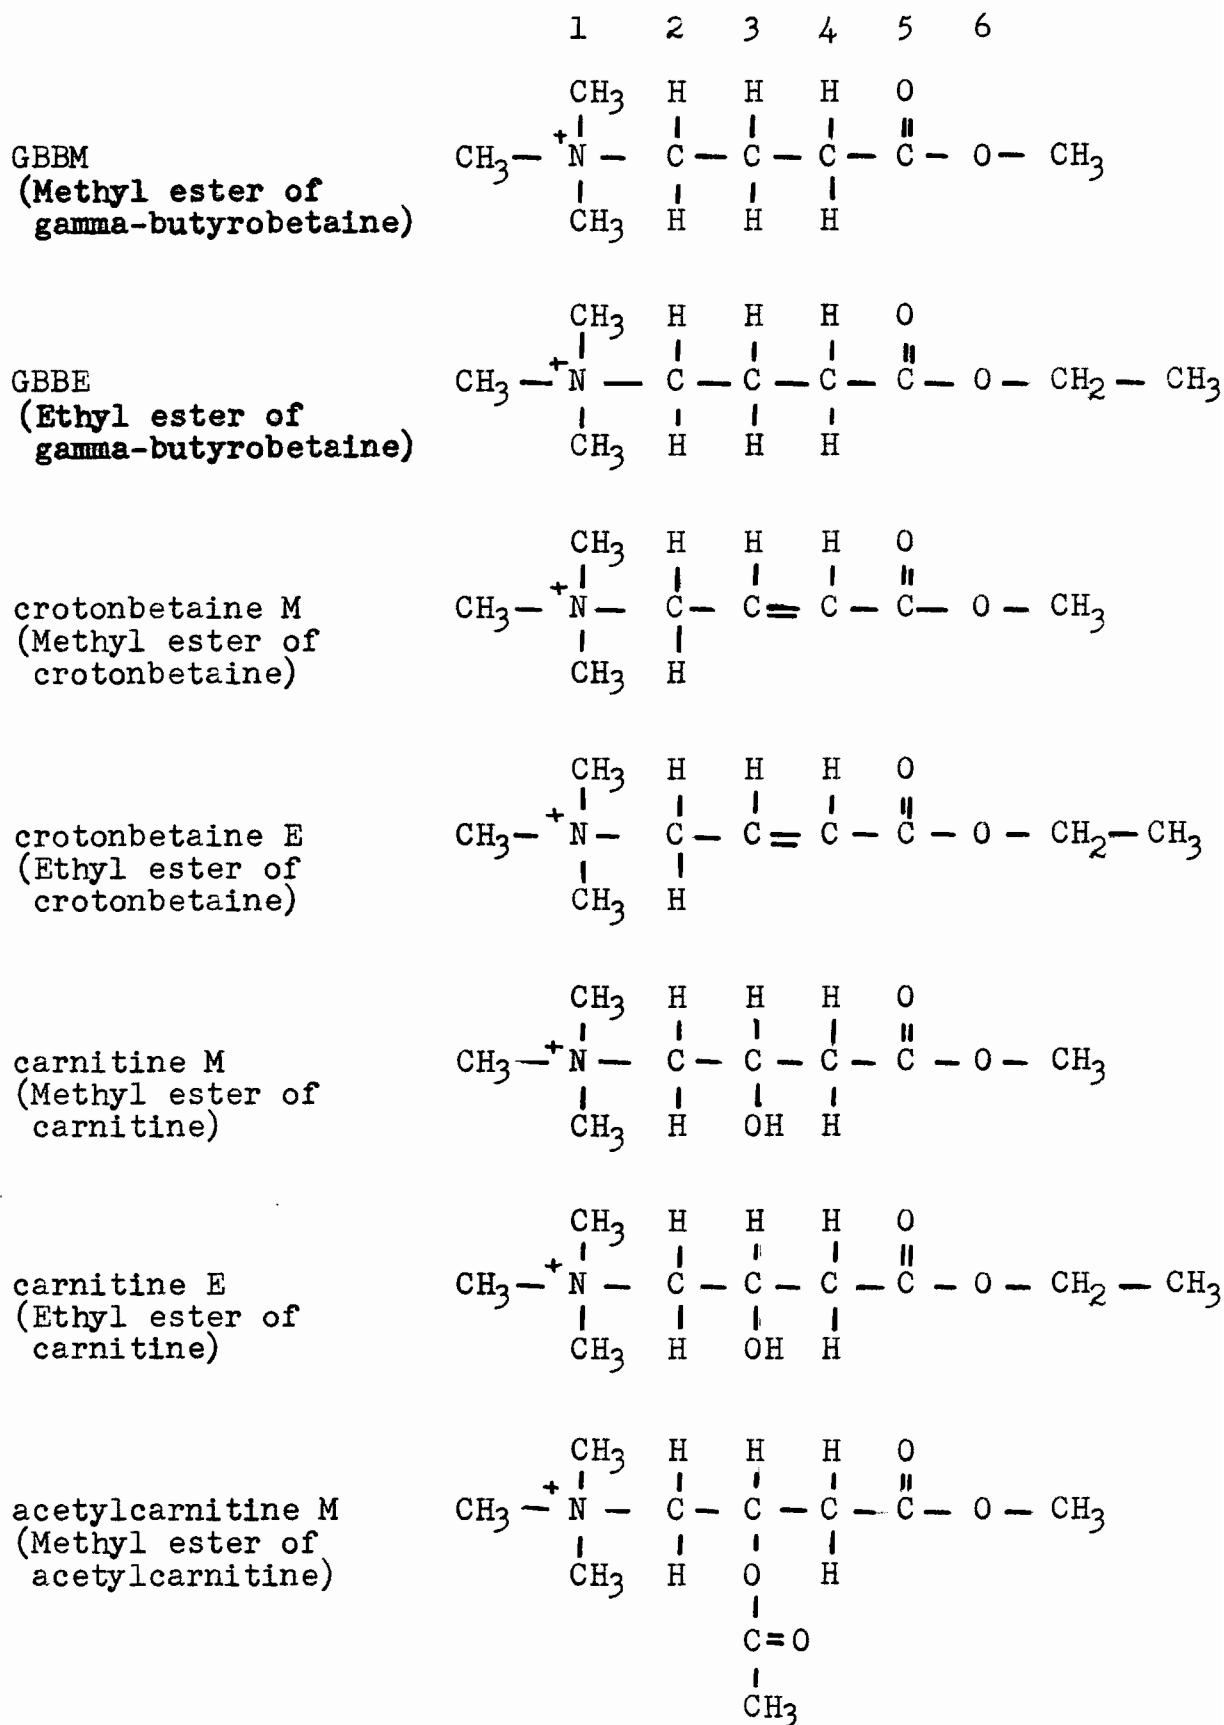 1 2 3 4 5 6
CH3 H H H O
GBBM CH3 — +N — C — C — C — C — O — CH3
(Methyl ester of
gamma-butyrobetaine) CH3 H H H
CH3 H H H O
GBBE CH3 — +N — C — C — C — C — O — CH2 — CH3
(Ethyl ester of
gamma-butyrobetaine) CH3 H H H
CH3 H H H O
crotonbetaine M CH3 — +N — C — C = C — C — O — CH3
(Methyl ester of
crotonbetaine) CH3 H
CH3 H H H O
crotonbetaine E CH3 — +N — C — C = C — C — O — CH2 — CH3
(Ethyl ester of
crotonbetaine) CH3 H
CH3 H H H O
carnitine M CH3 — +N — C — C — C — C — O — CH3
(Methyl ester of
carnitine) CH3 H OH H
CH3 H H H O
carnitine E CH3 — +N — C — C — C — C — O — CH2 — CH3
(Ethyl ester of
carnitine) CH3 H OH H
CH3 H H H O
acetylcarnitine M CH3 — +N — C — C — C — C — O — CH3
(Methyl ester of
acetylcarnitine) CH3 H O H
C=O
CH3